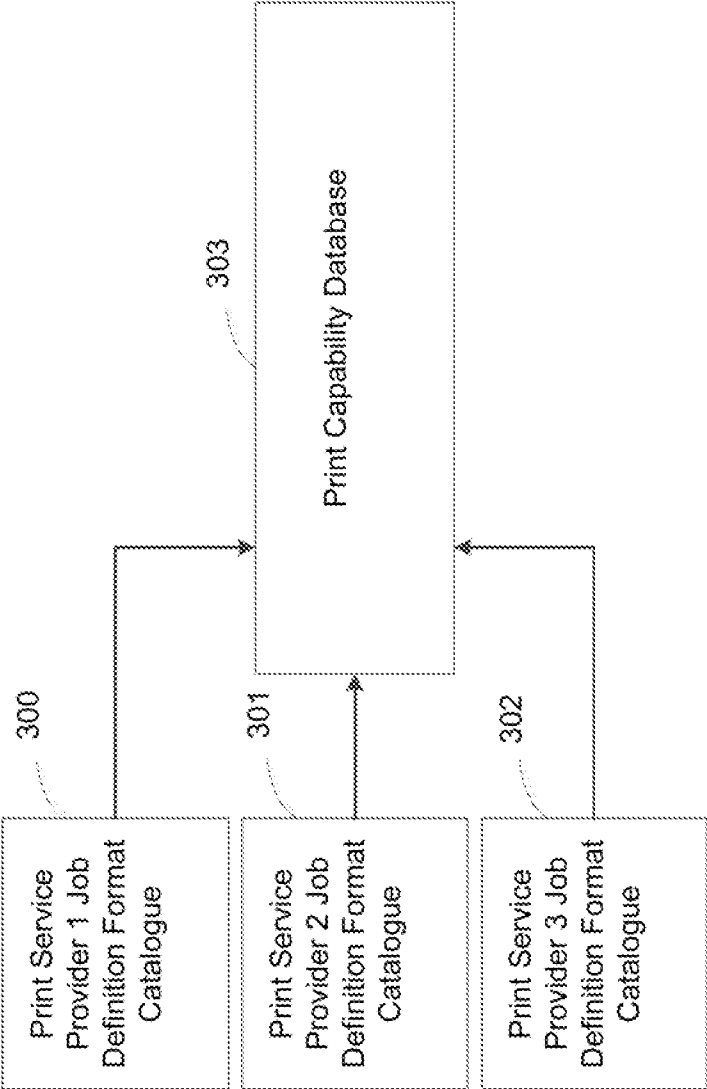 300
Print Service
Provider 1 Job
Definition Format
Catalogue
301
Print Service
Provider 2 Job
Definition Format
Catalogue
302
Print Service
Provider 3 Job
Definition Format
Catalogue
303
Print Capability Database